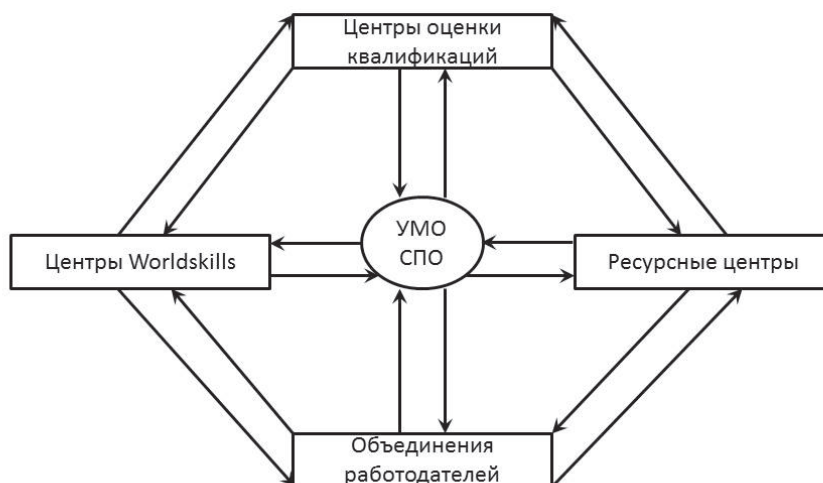 Центры оценки
квалификаций
УМО
СПО
Центры Worldskills
Ресурсные центры
Объединения
работодателей